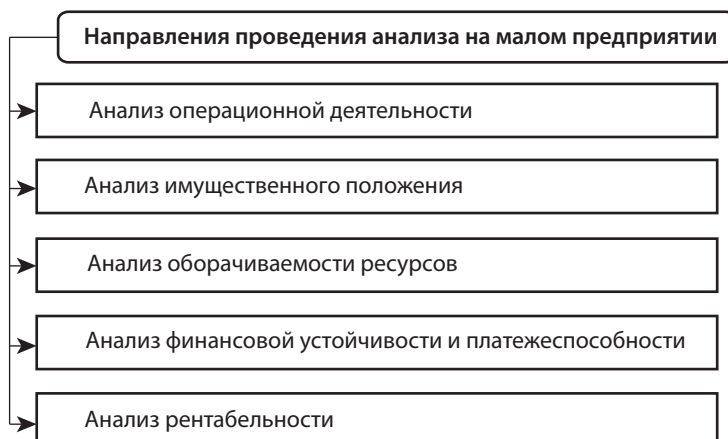 Направления проведения анализа на малом предприятии
Анализ операционной деятельности
Анализ имущественного положения
Анализ оборачиваемости ресурсов
Анализ финансовой устойчивости и платежеспособности
Анализ рентабельности